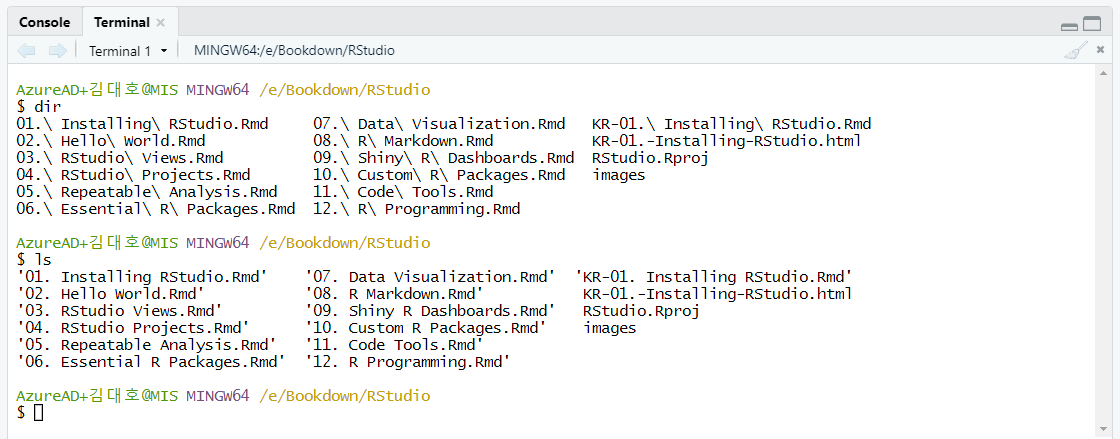 Console Terminal
Terminal 1 MINGW64:/e/Bookdown/RStudio
AzureAD+김대호@MIS MINGW64 /e/Bookdown/RStudio
$ dir
01.\ Installing\ RStudio.Rmd 07.\ Data\ Visualization.Rmd KR-01.\ Installing\ RStudio.Rmd
02.\ Hello\ World.Rmd 08.\ R\ Markdown.Rmd KR-01.-Installing-RStudio.html
03.\ RStudio\ Views.Rmd 09.\ Shiny\ R\ Dashboards.Rmd RStudio.Rproj
04.\ RStudio\ Projects.Rmd 10.\ Custom\ R\ Packages.Rmd images
05.\ Repeatable\ Analysis.Rmd 11.\ Code\ Tools.Rmd
06.\ Essential\ R\ Packages.Rmd 12.\ R\ Programming.Rmd
AzureAD+김대호@MIS MINGW64 /e/Bookdown/RStudio
$ ls
'01. Installing RStudio.Rmd' '07. Data Visualization.Rmd' 'KR-01. Installing RStudio.Rmd'
'02. Hello World.Rmd' '08. R Markdown.Rmd' KR-01.-Installing-RStudio.html
'03. RStudio Views.Rmd' '09. Shiny R Dashboards.Rmd' RStudio.Rproj
'04. RStudio Projects.Rmd' '10. Custom R Packages.Rmd' images
'05. Repeatable Analysis.Rmd' '11. Code Tools.Rmd'
'06. Essential R Packages.Rmd' '12. R Programming.Rmd'
AzureAD+김대호@MIS MINGW64 /e/Bookdown/RStudio
$